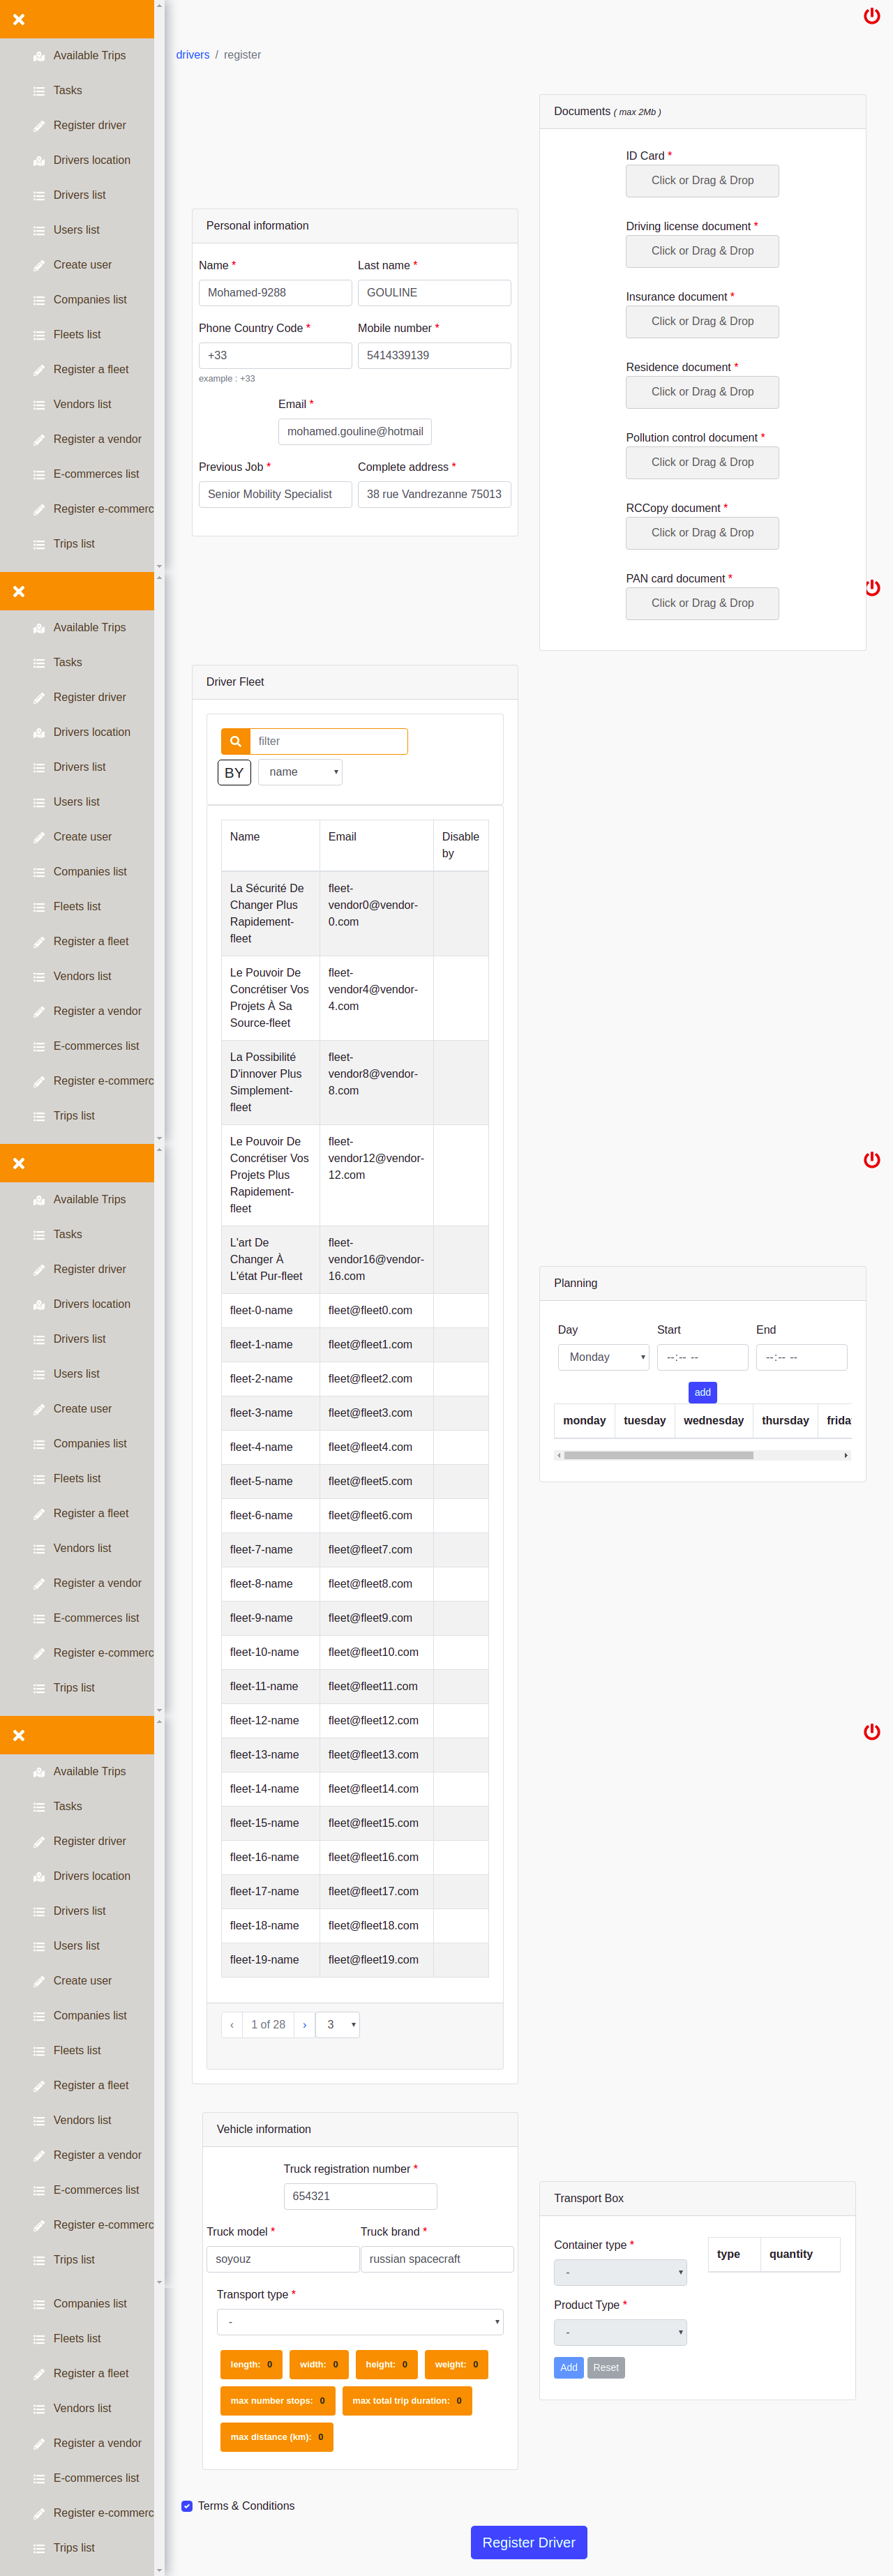 drivers / register
Available Trips
Tasks
Register driver
Drivers location
Drivers list
Users list
Create user
Companies list
Fleets list
Register a fleet
Vendors list
Register a vendor
E-commerces list
Register e-commerc
Trips list
Available Trips
Tasks
Register driver
Drivers location
Drivers list
Users list
Create user
Companies list
Fleets list
Register a fleet
Vendors list
Register a vendor
E-commerces list
Register e-commerc
Trips list
Available Trips
Tasks
Register driver
Drivers location
Drivers list
Users list
Create user
Companies list
Fleets list
Register a fleet
Vendors list
Register a vendor
E-commerces list
Register e-commerc
Trips list
Available Trips
Tasks
Register driver
Drivers location
Drivers list
Users list
Create user
Companies list
Fleets list
Register a fleet
Vendors list
Register a vendor
E-commerces list
Register e-commerc
Trips list
Companies list
Fleets list
Register a fleet
Vendors list
Register a vendor
E-commerces list
Register e-commerc
Trips list
Personal information
Name * Last name *
Mohamed-9288 GOULINE
Phone Country Code * Mobile number *
+33 5414339139
example : +33
Email *
mohamed.gouline@hotmail
Previous Job * Complete address *
Senior Mobility Specialist 38 rue Vandrezanne 75013
Documents ( max 2Mb )
ID Card *
Click or Drag & Drop
Driving license document *
Click or Drag & Drop
Insurance document *
Click or Drag & Drop
Residence document *
Click or Drag & Drop
Pollution control document *
Click or Drag & Drop
RCCopy document *
Click or Drag & Drop
PAN card document *
Click or Drag & Drop
Driver Fleet
filter
BY name
Name Email Disable
by
La Sécurité De fleet-
Changer Plus vendor0@vendor-
Rapidement- 0.com
fleet
Le Pouvoir De fleet-
Concrétiser Vos vendor4@vendor-
Projets À Sa 4.com
Source-fleet
La Possibilité fleet-
D'innover Plus vendor8@vendor-
Simplement- 8.com
fleet
Le Pouvoir De fleet-
Concrétiser Vos vendor12@vendor-
Projets Plus 12.com
Rapidement-
fleet
L'art De fleet-
Changer À vendor16@vendor-
L'état Pur-fleet 16.com
fleet-0-name fleet@fleet0.com
fleet-1-name fleet@fleet1.com
fleet-2-name fleet@fleet2.com
fleet-3-name fleet@fleet3.com
fleet-4-name fleet@fleet4.com
fleet-5-name fleet@fleet5.com
fleet-6-name fleet@fleet6.com
fleet-7-name fleet@fleet7.com
fleet-8-name fleet@fleet8.com
fleet-9-name fleet@fleet9.com
fleet-10-name fleet@fleet10.com
fleet-11-name fleet@fleet11.com
fleet-12-name fleet@fleet12.com
fleet-13-name fleet@fleet13.com
fleet-14-name fleet@fleet14.com
fleet-15-name fleet@fleet15.com
fleet-16-name fleet@fleet16.com
fleet-17-name fleet@fleet17.com
fleet-18-name fleet@fleet18.com
fleet-19-name fleet@fleet19.com
‹ 1 of 28 › 3
Planning
Day Start End
Monday --:-- -- --:-- --
add
monday tuesday wednesday thursday frida
Vehicle information
Truck registration number *
654321
Truck model * Truck brand *
soyouz russian spacecraft
Transport type *
-
length: 0 width: 0 height: 0 weight: 0
max number stops: 0 max total trip duration: 0
max distance (km): 0
Transport Box
Container type * type quantity
-
Product Type *
-
Add Reset
Terms & Conditions
Register Driver